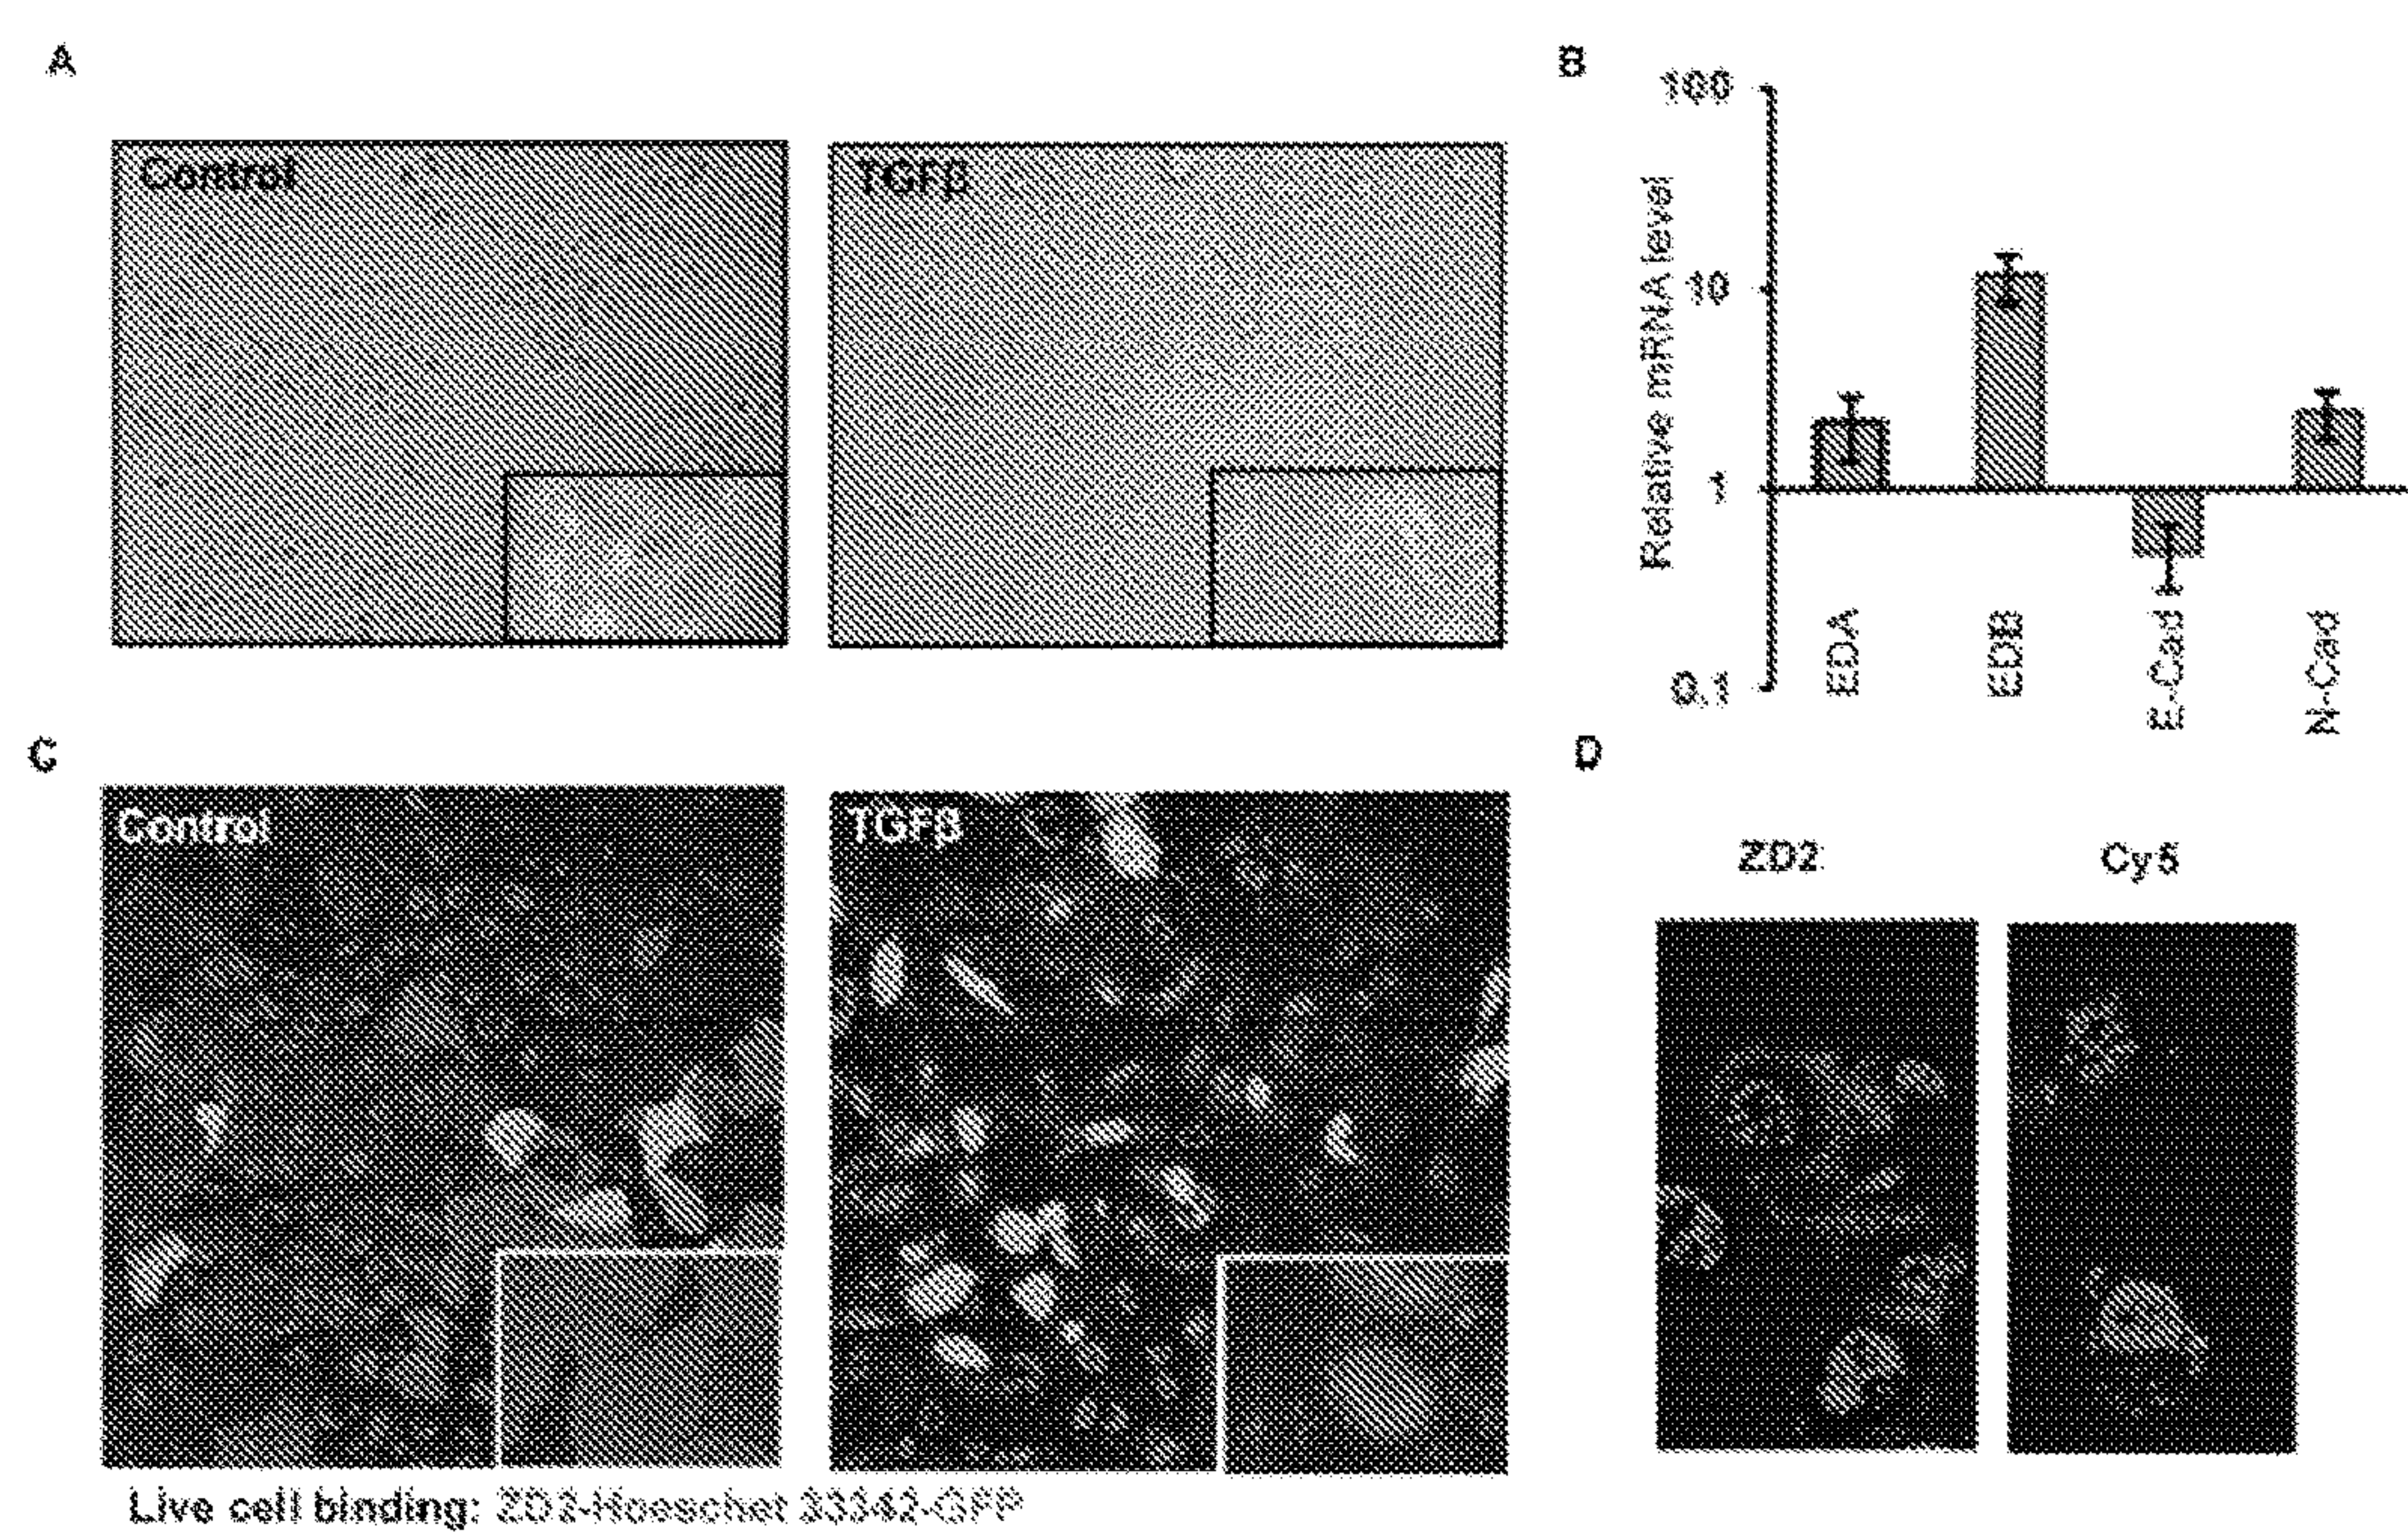 A
B
Control
TGFβ
100
10
1
0.1
Relative mRNA level
EDA
EDB
E-Cad
N-Cad
C
D
Control
TGFβ
ZD2
Cy5
Live cell binding: ZD2-Hoeschet 33342-GFP